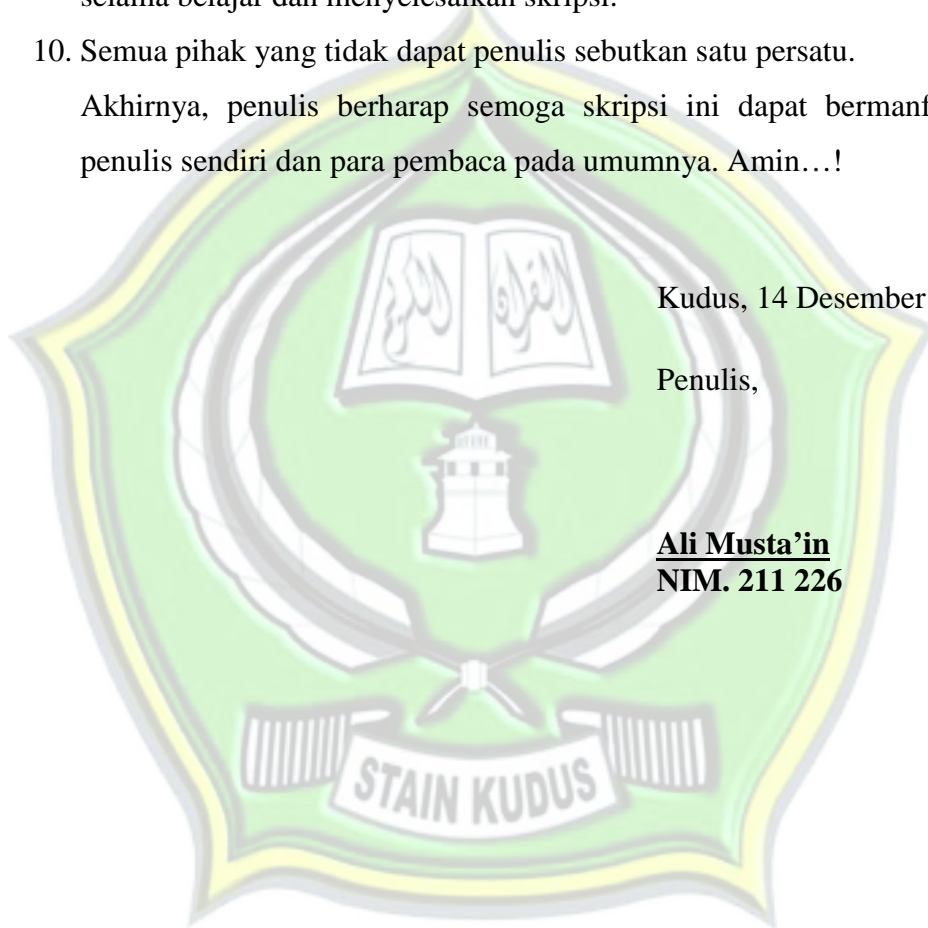 selama belajar dan menyelesaikan skripsi.
10. Semua pihak yang tidak dapat penulis sebutkan satu persatu.
Akhirnya, penulis berharap semoga skripsi ini dapat bermanf
penulis sendiri dan para pembaca pada umumnya. Amin…!
القرآن الكريم
Kudus, 14 Desember
Penulis,
Ali Musta’in
NIM. 211 226
STAIN KUDUS